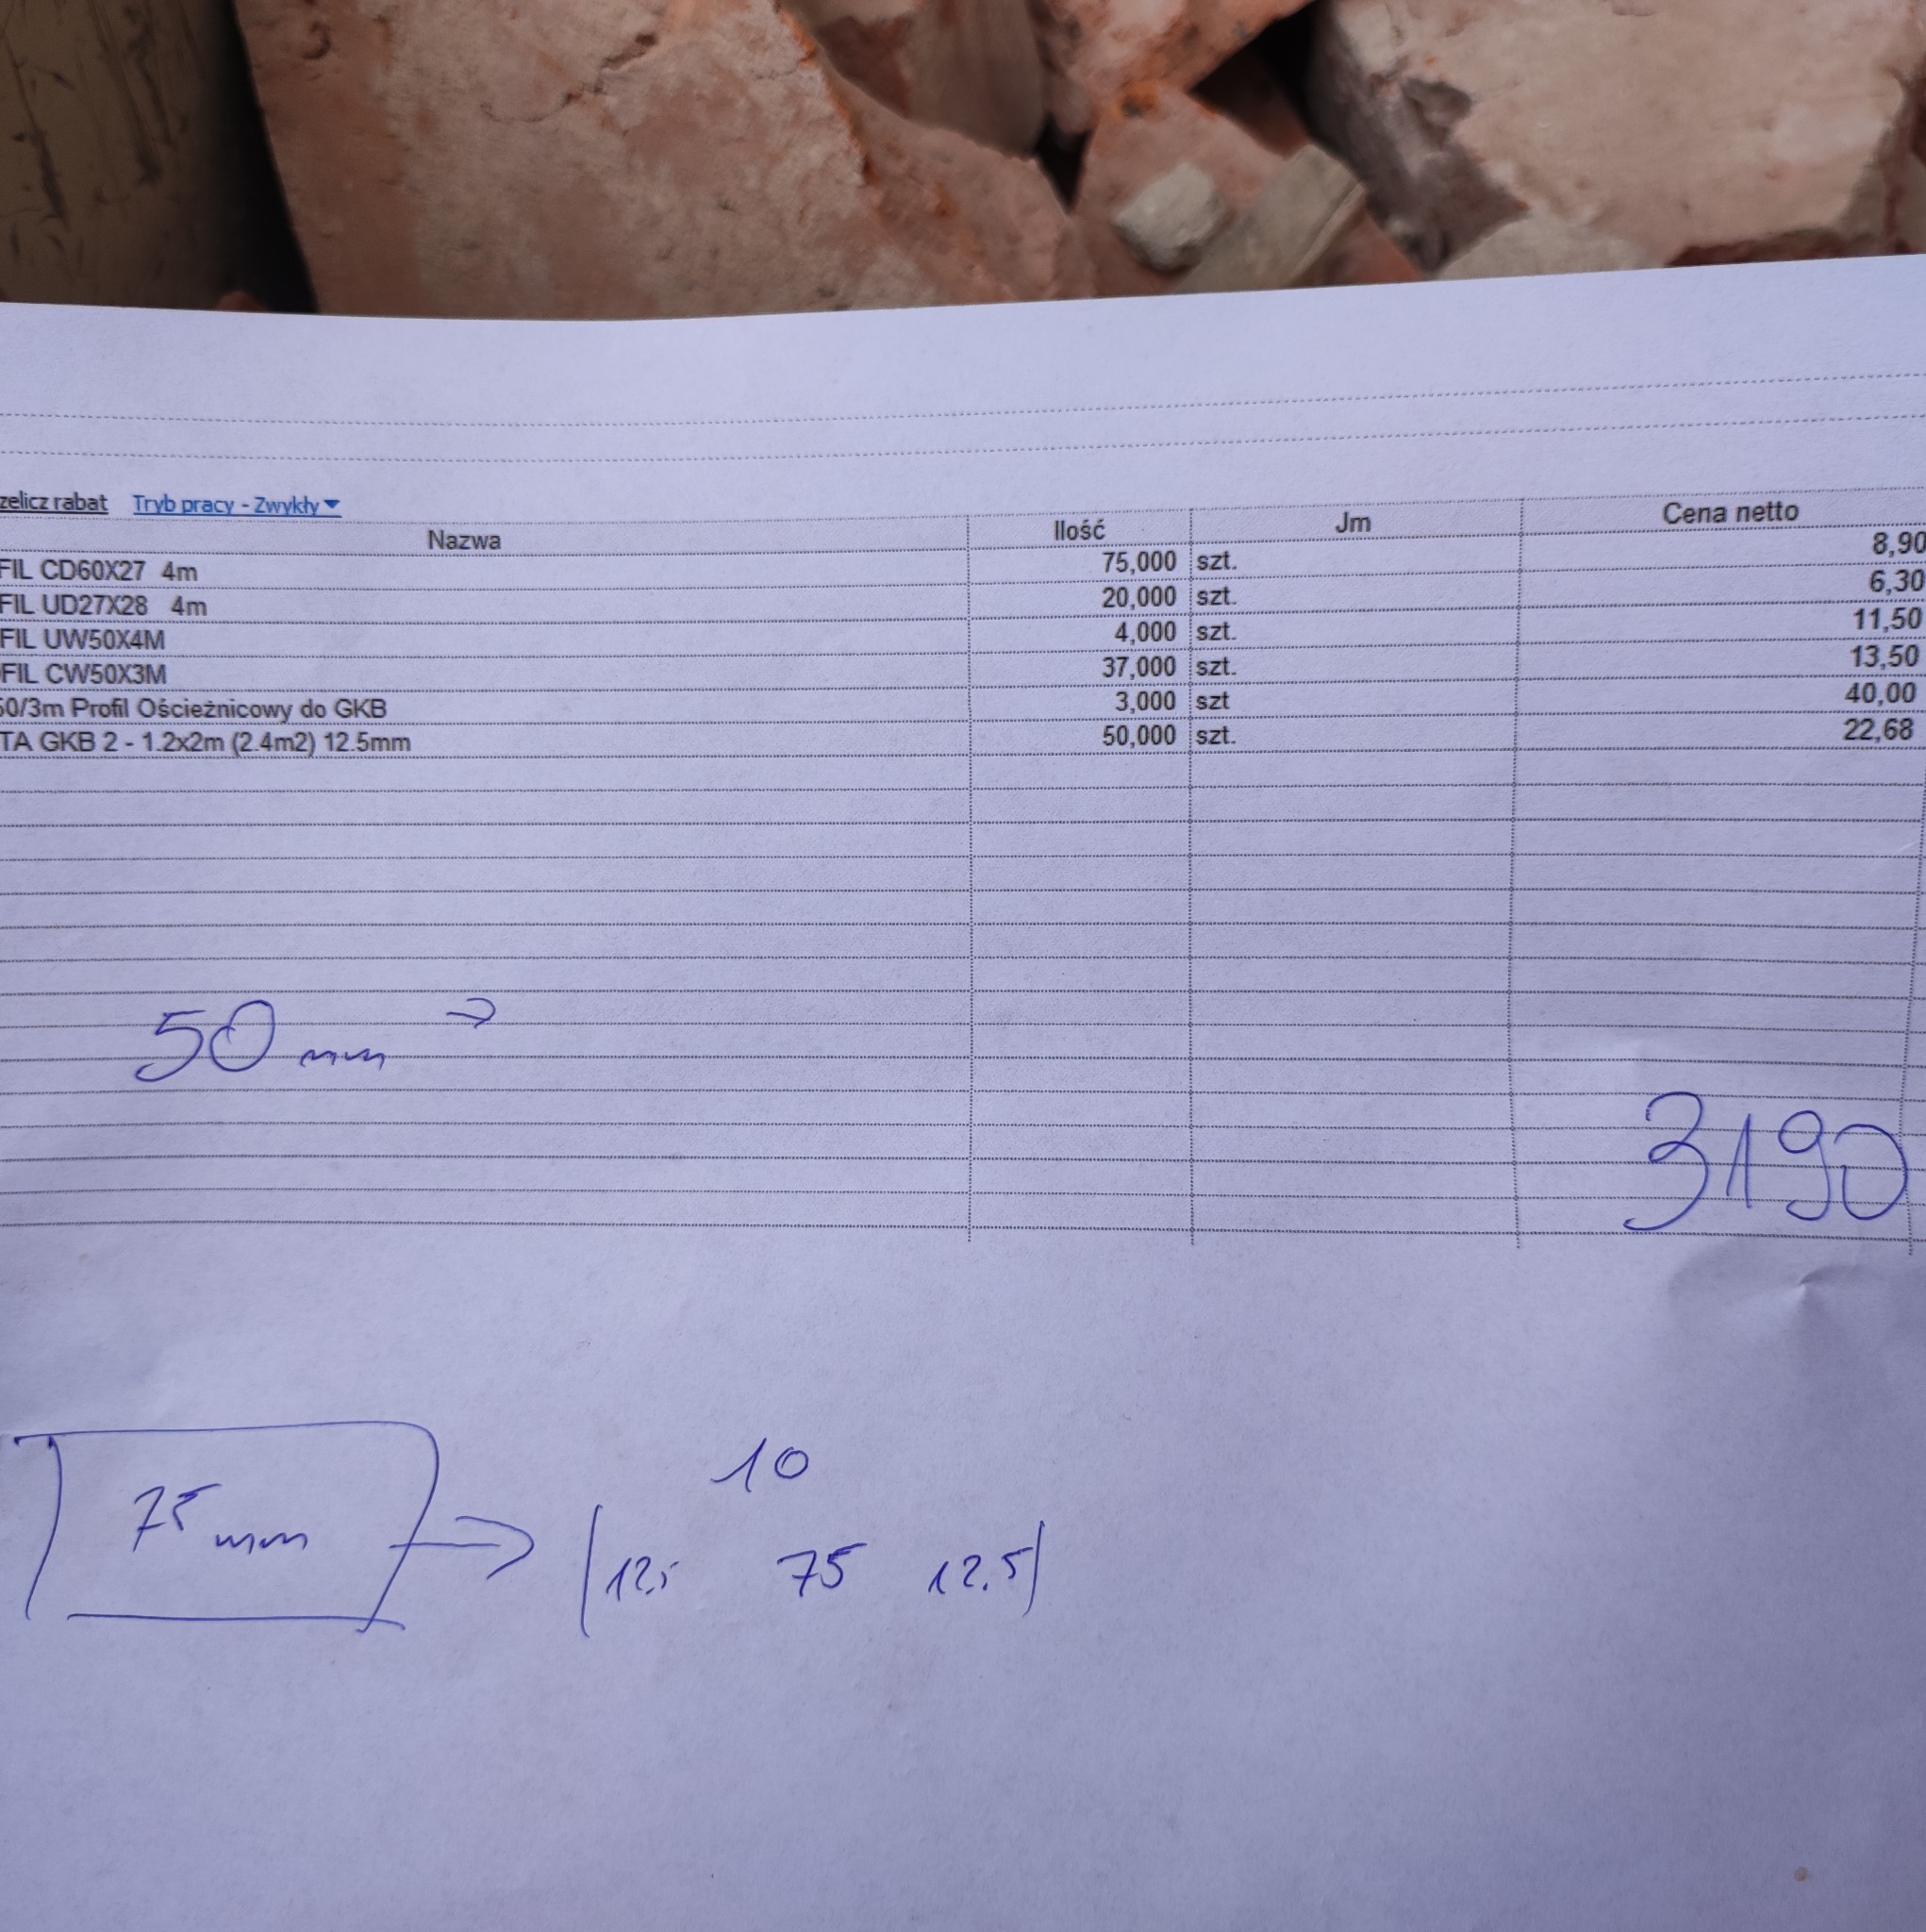 zelicz rabat Tryb pracy - Zwykły
Nazwa Ilość Jm Cena netto
FIL CD60X27 4m 75,000 szt. 8,90
FIL UD27X28 4m 20,000 szt. 6,30
FIL UW50X4M 4,000 szt. 11,50
FIL CW50X3M 37,000 szt. 13,50
50/3m Profil Ościeżnicowy do GKB 3,000 szt 40,00
TA GKB 2 - 1.2x2m (2.4m2) 12.5mm 50,000 szt. 22,68
50 mm →
3190
10
75 mm → |12,5 75 12.5|